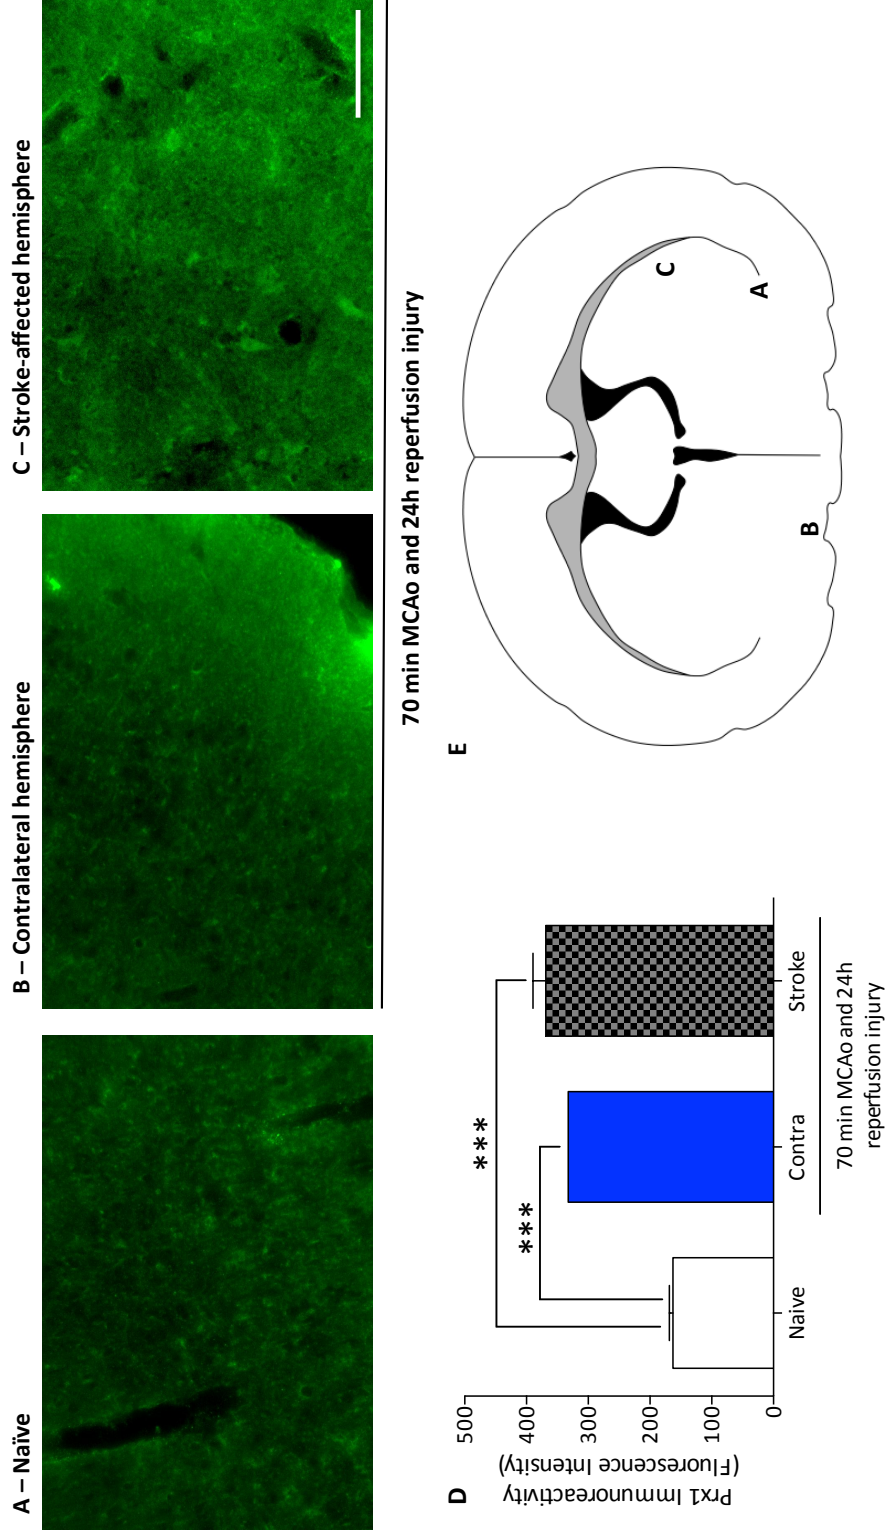 A – Naïve
B – Contralateral hemisphere
C – Stroke-affected hemisphere
70 min MCAo and 24h reperfusion injury
D
Prx1 Immunoreactivity
(Fluorescence Intensity)
500
400
300
200
100
0
***
***
Naive
Contra
Stroke
70 min MCAo and 24h
reperfusion injury
E
B
C
A